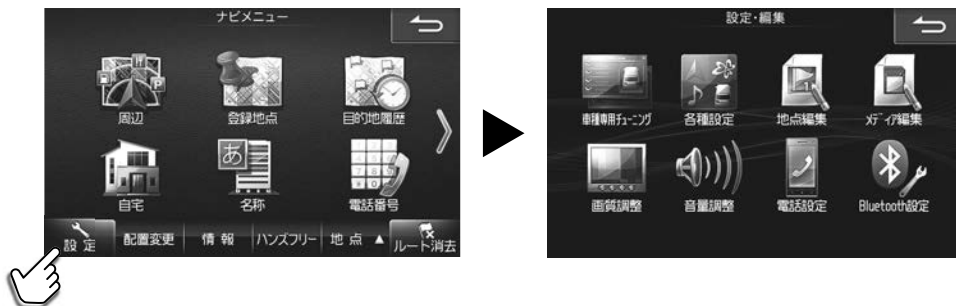 ナビメニュー
周辺
登録地点
目的地履歴
自宅
あ
名称
電話番号
設 定
配置変更
情 報
ハンズフリー
地 点 ▲
ルート消去
設定・編集
車種専用チューニング
各種設定
地点編集
メディア編集
画質調整
音量調整
電話設定
Bluetooth設定